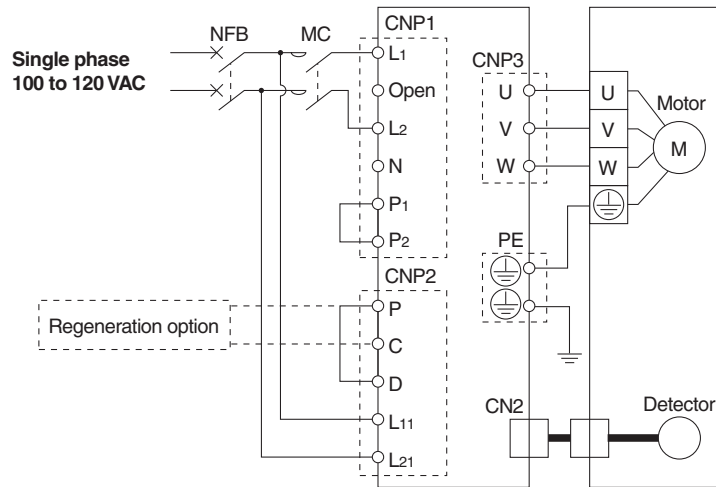 NFB
MC
CNP1
Single phase
100 to 120 VAC
L1
Open
L2
N
P1
P2
CNP3
U
V
W
U
V
W
Motor
M
PE
CNP2
Regeneration option
P
C
D
L11
L21
CN2
Detector